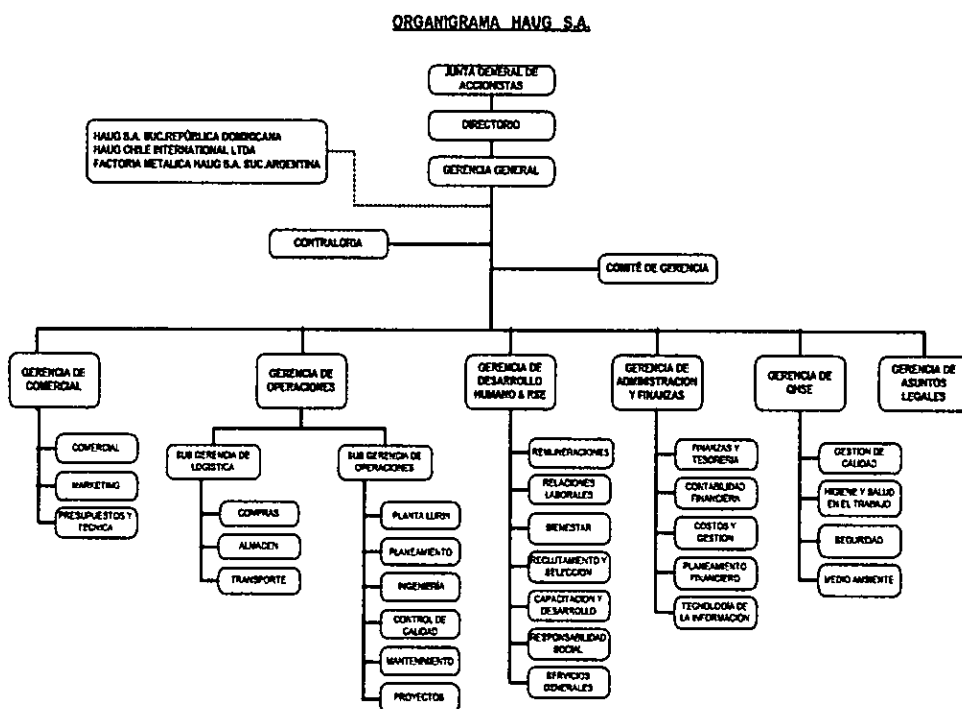 ORGANIGRAMA HAUG S.A.
JUNTA GENERAL DE
ACCIONISTAS
DIRECTORIO
HAUG S.A. SUC.REPÚBLICA DOMINICANA
HAUG CHILE INTERNATIONAL LTDA
FACTORIA METALICA HAUG S.A. SUC.ARGENTINA
GERENCIA GENERAL
CONTRALORIA
COMITÉ DE GERENCIA
GERENCIA DE
COMERCIAL
COMERCIAL
MARKETING
PRESUPUESTOS Y
TECNICA
GERENCIA DE
OPERACIONES
SUB GERENCIA DE
LOGISTICA
COMPRAS
ALMACEN
TRANSPORTE
SUB GERENCIA DE
OPERACIONES
PLANTA LURIN
PLANEAMIENTO
INGENIERÍA
CONTROL DE
CALIDAD
MANTENIMIENTO
PROYECTOS
GERENCIA DE
DESARROLLO
HUMANO & RSE
REMUNERACIONES
RELACIONES
LABORALES
BIENESTAR
RECLUTAMIENTO Y
SELECCION
CAPACITACION Y
DESARROLLO
RESPONSABILIDAD
SOCIAL
SERVICIOS
GENERALES
GERENCIA DE
ADMINISTRACION
Y FINANZAS
FINANZAS Y
TESORERIA
CONTABILIDAD
FINANCIERA
COSTOS Y
GESTION
PLANEAMIENTO
FINANCIERO
TECNOLOGÍA DE
LA INFORMACION
GERENCIA DE
QHSE
GESTION DE
CALIDAD
HIGIENE Y SALUD
EN EL TRABAJO
SEGURIDAD
MEDIO AMBIENTE
GERENCIA DE
ASUNTOS
LEGALES